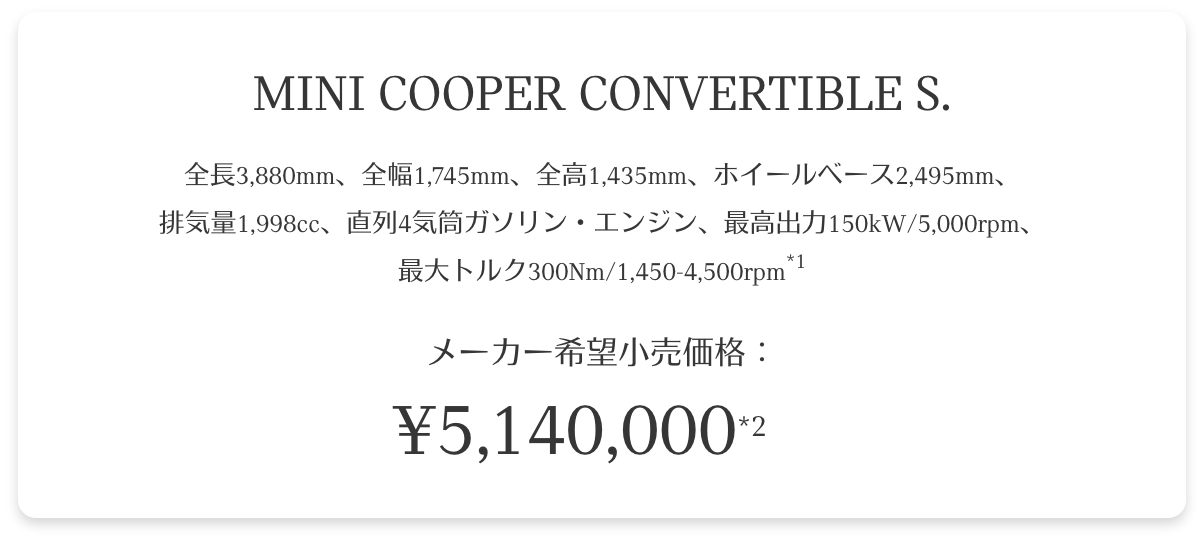 MINI COOPER CONVERTIBLE S.
全長3,880mm、全幅1,745mm、全高1,435mm、ホイールベース2,495mm、
排気量1,998cc、直列4気筒ガソリン・エンジン、最高出力150kW/5,000rpm、
最大トルク300Nm/1,450-4,500rpm*1
メーカー希望小売価格：
¥5,140,000*2